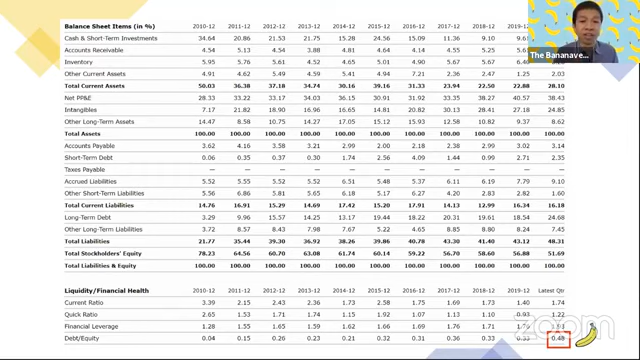 Balance Sheet Items (in %) 2010-12 2011-12 2012-12 2013-12 2014-12 2015-12 2016-12 2017-12 2018-12 2019-12
Cash & Short-Term Investments 34.64 20.86 21.53 21.75 15.28 24.56 15.09 11.36 9.10 9.61
Accounts Receivable 4.54 5.13 4.54 3.88 4.81 4.64 4.14 4.55 5.25
Inventory 5.95 5.76 5.61 4.52 4.65 5.01 4.90 5.67 5.67
Other Current Assets 4.91 4.62 5.49 4.59 5.41 4.94 7.21 2.36 2.47 1.25 2.03
Total Current Assets 50.03 36.38 37.18 34.74 30.16 39.16 31.33 23.94 22.50 22.88 28.10
Net PP&E 28.33 33.22 33.17 34.03 36.15 30.91 31.92 33.35 38.27 40.57 38.43
Intangibles 7.17 21.82 18.90 16.96 16.65 14.81 20.82 30.13 28.41 27.18 24.85
Other Long-Term Assets 14.47 8.58 10.75 14.27 17.05 15.12 15.93 12.58 10.82 9.37 8.62
Total Assets 100.00 100.00 100.00 100.00 100.00 100.00 100.00 100.00 100.00 100.00 100.00
Accounts Payable 3.62 4.16 3.58 3.21 2.99 2.00 2.18 2.38 2.99 3.02 3.14
Short-Term Debt 0.06 0.35 0.37 0.30 1.74 2.56 4.09 1.44 0.99 2.71 2.35
Taxes Payable — — — — — — — — — — —
Accrued Liabilities 5.52 5.55 5.52 5.52 6.51 5.48 5.37 6.11 6.19 7.79 9.10
Other Short-Term Liabilities 5.56 6.86 5.81 5.65 6.18 5.17 6.27 4.20 2.83 2.82 1.60
Total Current Liabilities 14.76 16.91 15.29 14.69 17.42 15.20 17.91 14.13 12.99 16.34 16.18
Long-Term Debt 3.29 9.96 15.57 14.25 13.17 19.44 18.22 20.31 19.61 18.54 24.68
Other Long-Term Liabilities 3.72 8.57 8.43 7.98 7.67 5.22 4.65 8.85 8.80 8.24 7.45
Total Liabilities 21.77 35.44 39.30 36.92 38.26 39.86 40.78 43.30 41.40 43.12 48.31
Total Stockholders' Equity 78.23 64.56 60.70 63.08 61.74 60.14 59.22 56.70 58.60 56.88 51.69
Total Liabilities & Equity 100.00 100.00 100.00 100.00 100.00 100.00 100.00 100.00 100.00 100.00 100.00
Liquidity/Financial Health 2010-12 2011-12 2012-12 2013-12 2014-12 2015-12 2016-12 2017-12 2018-12 2019-12 Latest Qtr
Current Ratio 3.39 2.15 2.43 2.36 1.73 2.58 1.75 1.69 1.73 1.40 1.74
Quick Ratio 2.65 1.53 1.71 1.74 1.15 1.92 1.07 1.13 1.10 0.93 1.22
Financial Leverage 1.28 1.55 1.65 1.59 1.62 1.66 1.69 1.76 1.71
Debt/Equity 0.04 0.15 0.26 0.23 0.21 0.32 0.31 0.36 0.33 0.33 0.48
The Bananave...
zoom